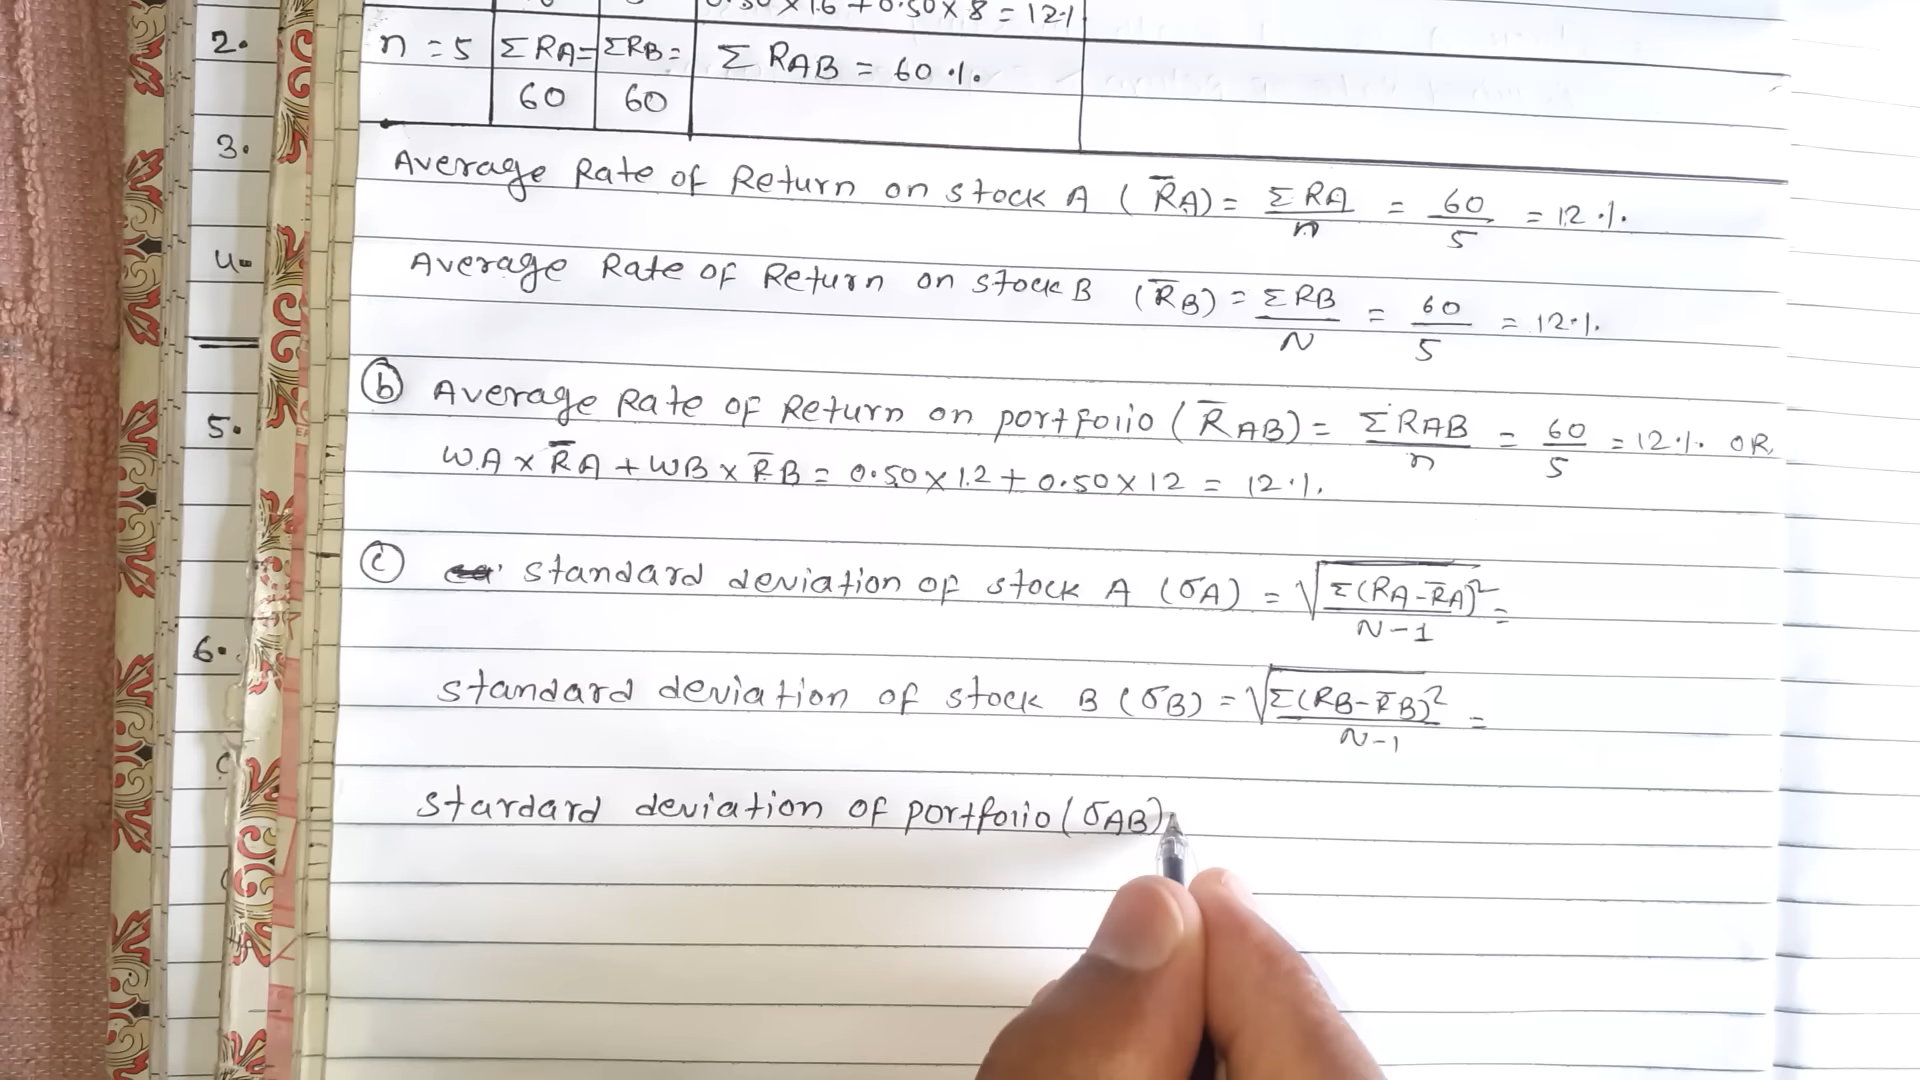 0.50 × 16 + 0.50 × 8 = 12%
2. n = 5 ΣRA = ΣRB = ΣRAB = 60%.
60 60
3.
Average Rate of Return on stock A (R̄A) = ΣRA/n = 60/5 = 12%.
4.
Average Rate of Return on stock B (R̄B) = ΣRB/N = 60/5 = 12%.
(b) Average Rate of Return on portfolio (R̄AB) = ΣRAB/n = 60/5 = 12%. OR
5.
W.A × R̄A + WB × R̄B = 0.50 × 12 + 0.50 × 12 = 12%.
(c) standard deviation of stock A (σA) = √Σ(RA - R̄A)²/N-1 =
6.
standard deviation of stock B (σB) = √Σ(RB - R̄B)²/N-1 =
stardard deviation of portfolio (σAB)